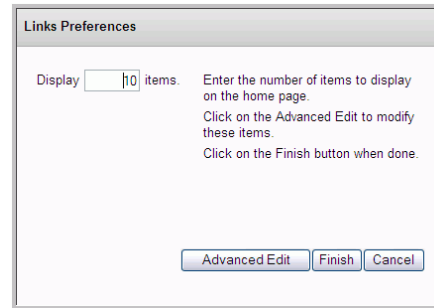 Links Preferences
Display 10 items.
Enter the number of items to display
on the home page.
Click on the Advanced Edit to modify
these items.
Click on the Finish button when done.
Advanced Edit Finish Cancel